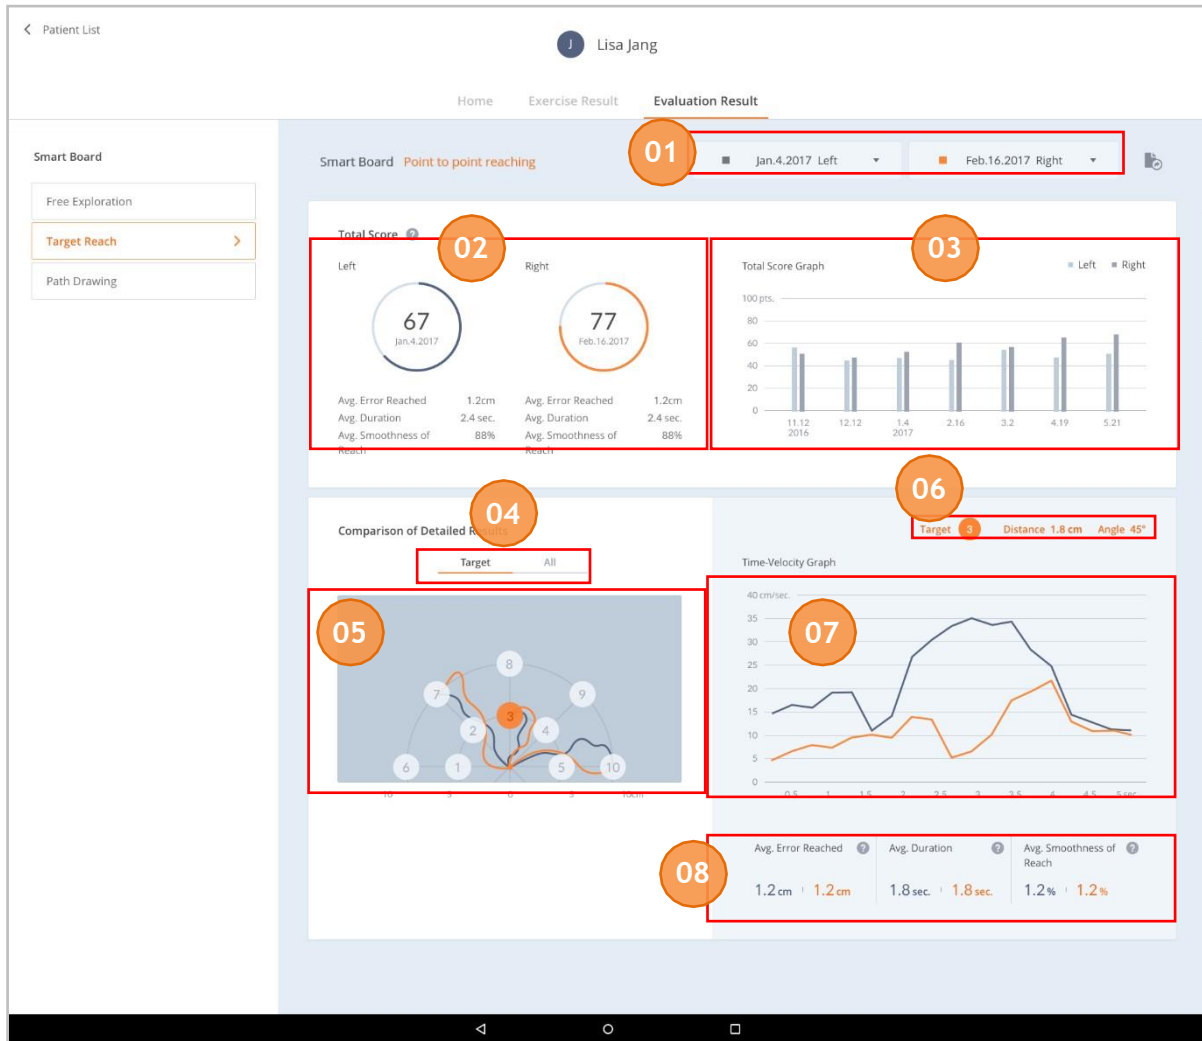 Patient List
J Lisa Jang
Home Exercise Result Evaluation Result
Smart Board
Free Exploration
Target Reach
Path Drawing
Smart Board Point to point reaching
01
Jan.4.2017 Left
Feb.16.2017 Right
Total Score ?
02
Left Right
67
Jan.4.2017
77
Feb.16.2017
Avg. Error Reached 1.2cm
Avg. Duration 2.4 sec.
Avg. Smoothness of 88%
Reach
Avg. Error Reached 1.2cm
Avg. Duration 2.4 sec.
Avg. Smoothness of 88%
Reach
03
Total Score Graph
Left Right
100 pts.
80
60
40
20
0
11.12 12.12 1.4 2.16 3.2 4.19 5.21
2016 2017
04
Comparison of Detailed Results
Target All
05
8
7 9
3
2 4
6 1 5 10
10 5 0 5 10cm
06
Target 3 Distance 1.8 cm Angle 45°
Time-Velocity Graph
07
40 cm/sec.
35
30
25
20
15
10
5
0
0.5 1 1.5 2 2.5 3 3.5 4 4.5 5 sec.
08
Avg. Error Reached ?
1.2 cm 1.2 cm
Avg. Duration ?
1.8 sec. 1.8 sec.
Avg. Smoothness of ?
Reach
1.2 % 1.2 %